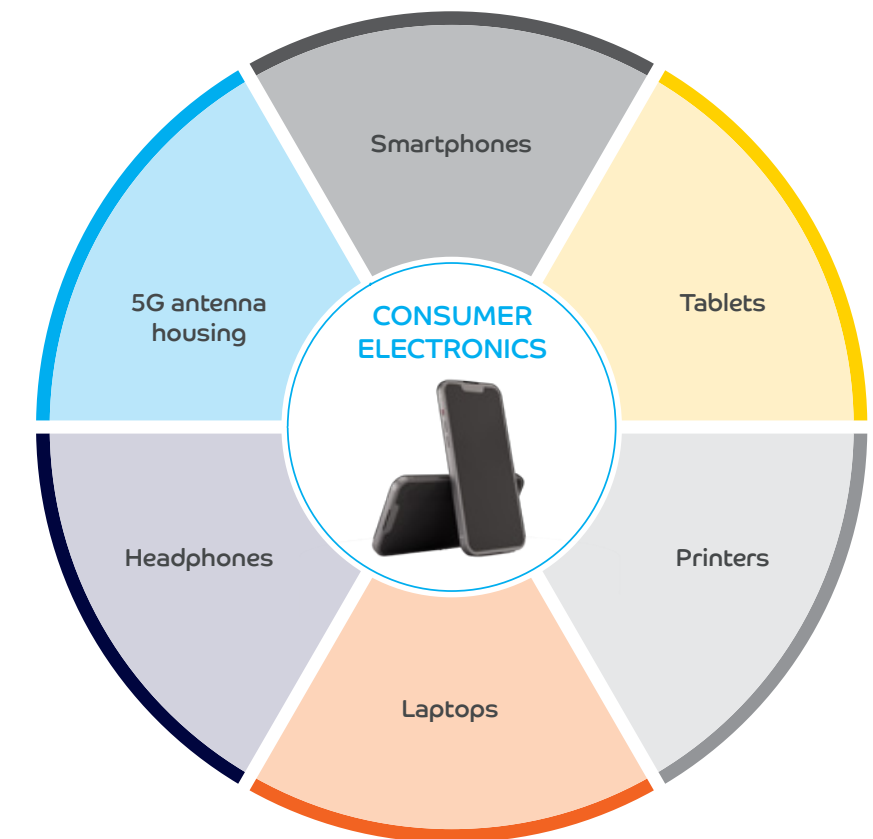 Smartphones
5G antenna
housing
Tablets
CONSUMER
ELECTRONICS
Headphones
Printers
Laptops